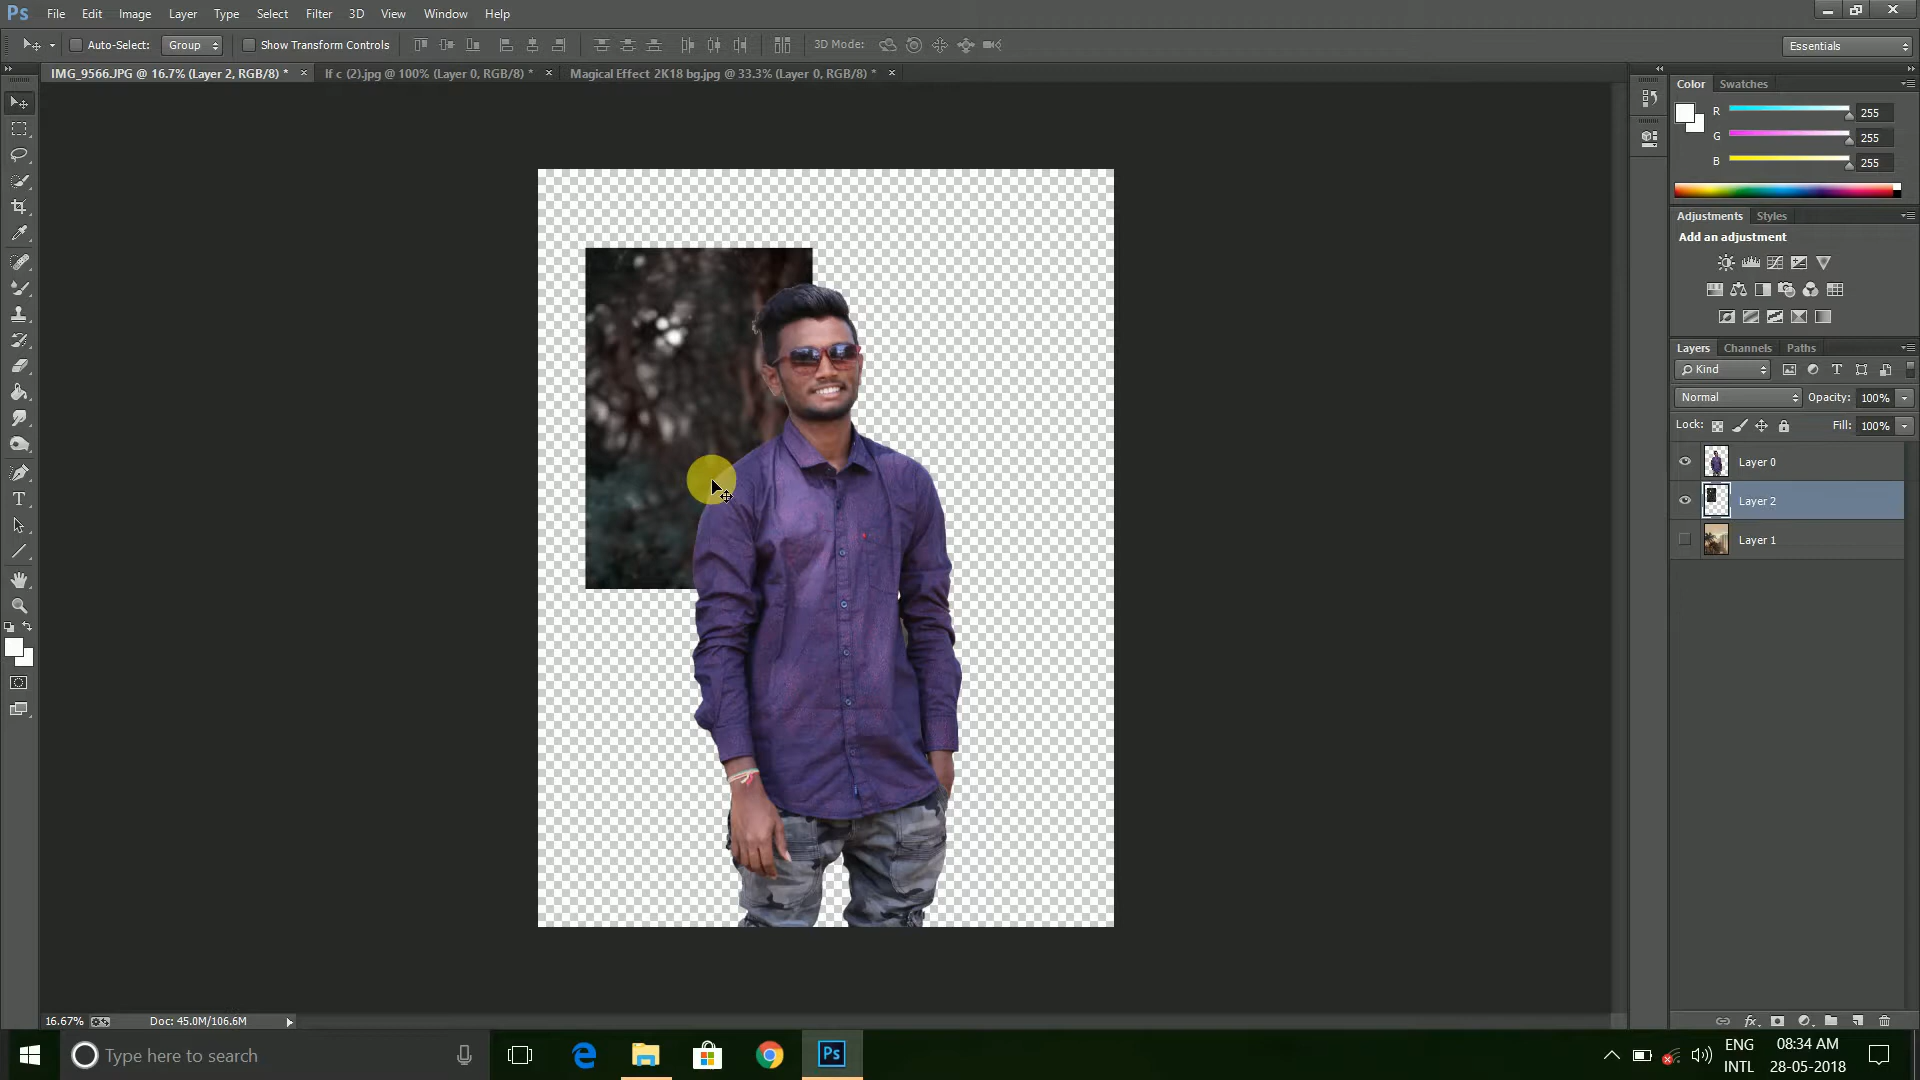 Ps File Edit Image Layer Type Select Filter 3D View Window Help
Auto-Select: Group Show Transform Controls 3D Mode: Essentials
IMG_9566.JPG @ 16.7% (Layer 2, RGB/8) * × If c (2).jpg @ 100% (Layer 0, RGB/8) * × Magical Effect 2K18 bg.jpg @ 33.3% (Layer 0, RGB/8) * ×
Color Swatches
R 255
G 255
B 255
Adjustments Styles
Add an adjustment
Layers Channels Paths
Kind
Normal Opacity: 100%
Lock: Fill: 100%
Layer 0
Layer 2
Layer 1
16.67% Doc: 45.0M/106.6M
Type here to search
Ps
ENG 08:34 AM
INTL 28-05-2018